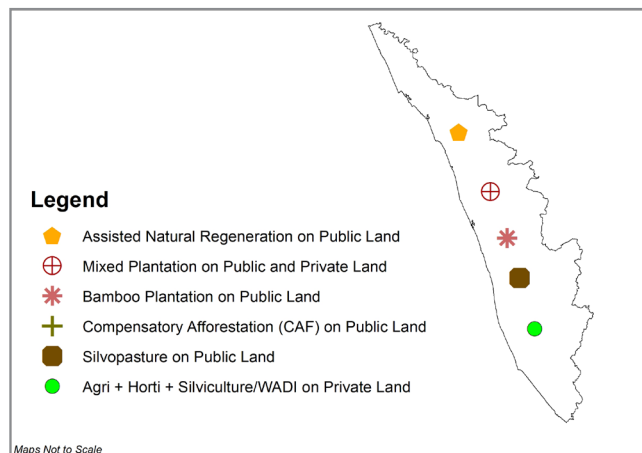 Legend
Assisted Natural Regeneration on Public Land
Mixed Plantation on Public and Private Land
Bamboo Plantation on Public Land
Compensatory Afforestation (CAF) on Public Land
Silvopasture on Public Land
Agri + Horti + Silviculture/WADI on Private Land
Maps Not to Scale